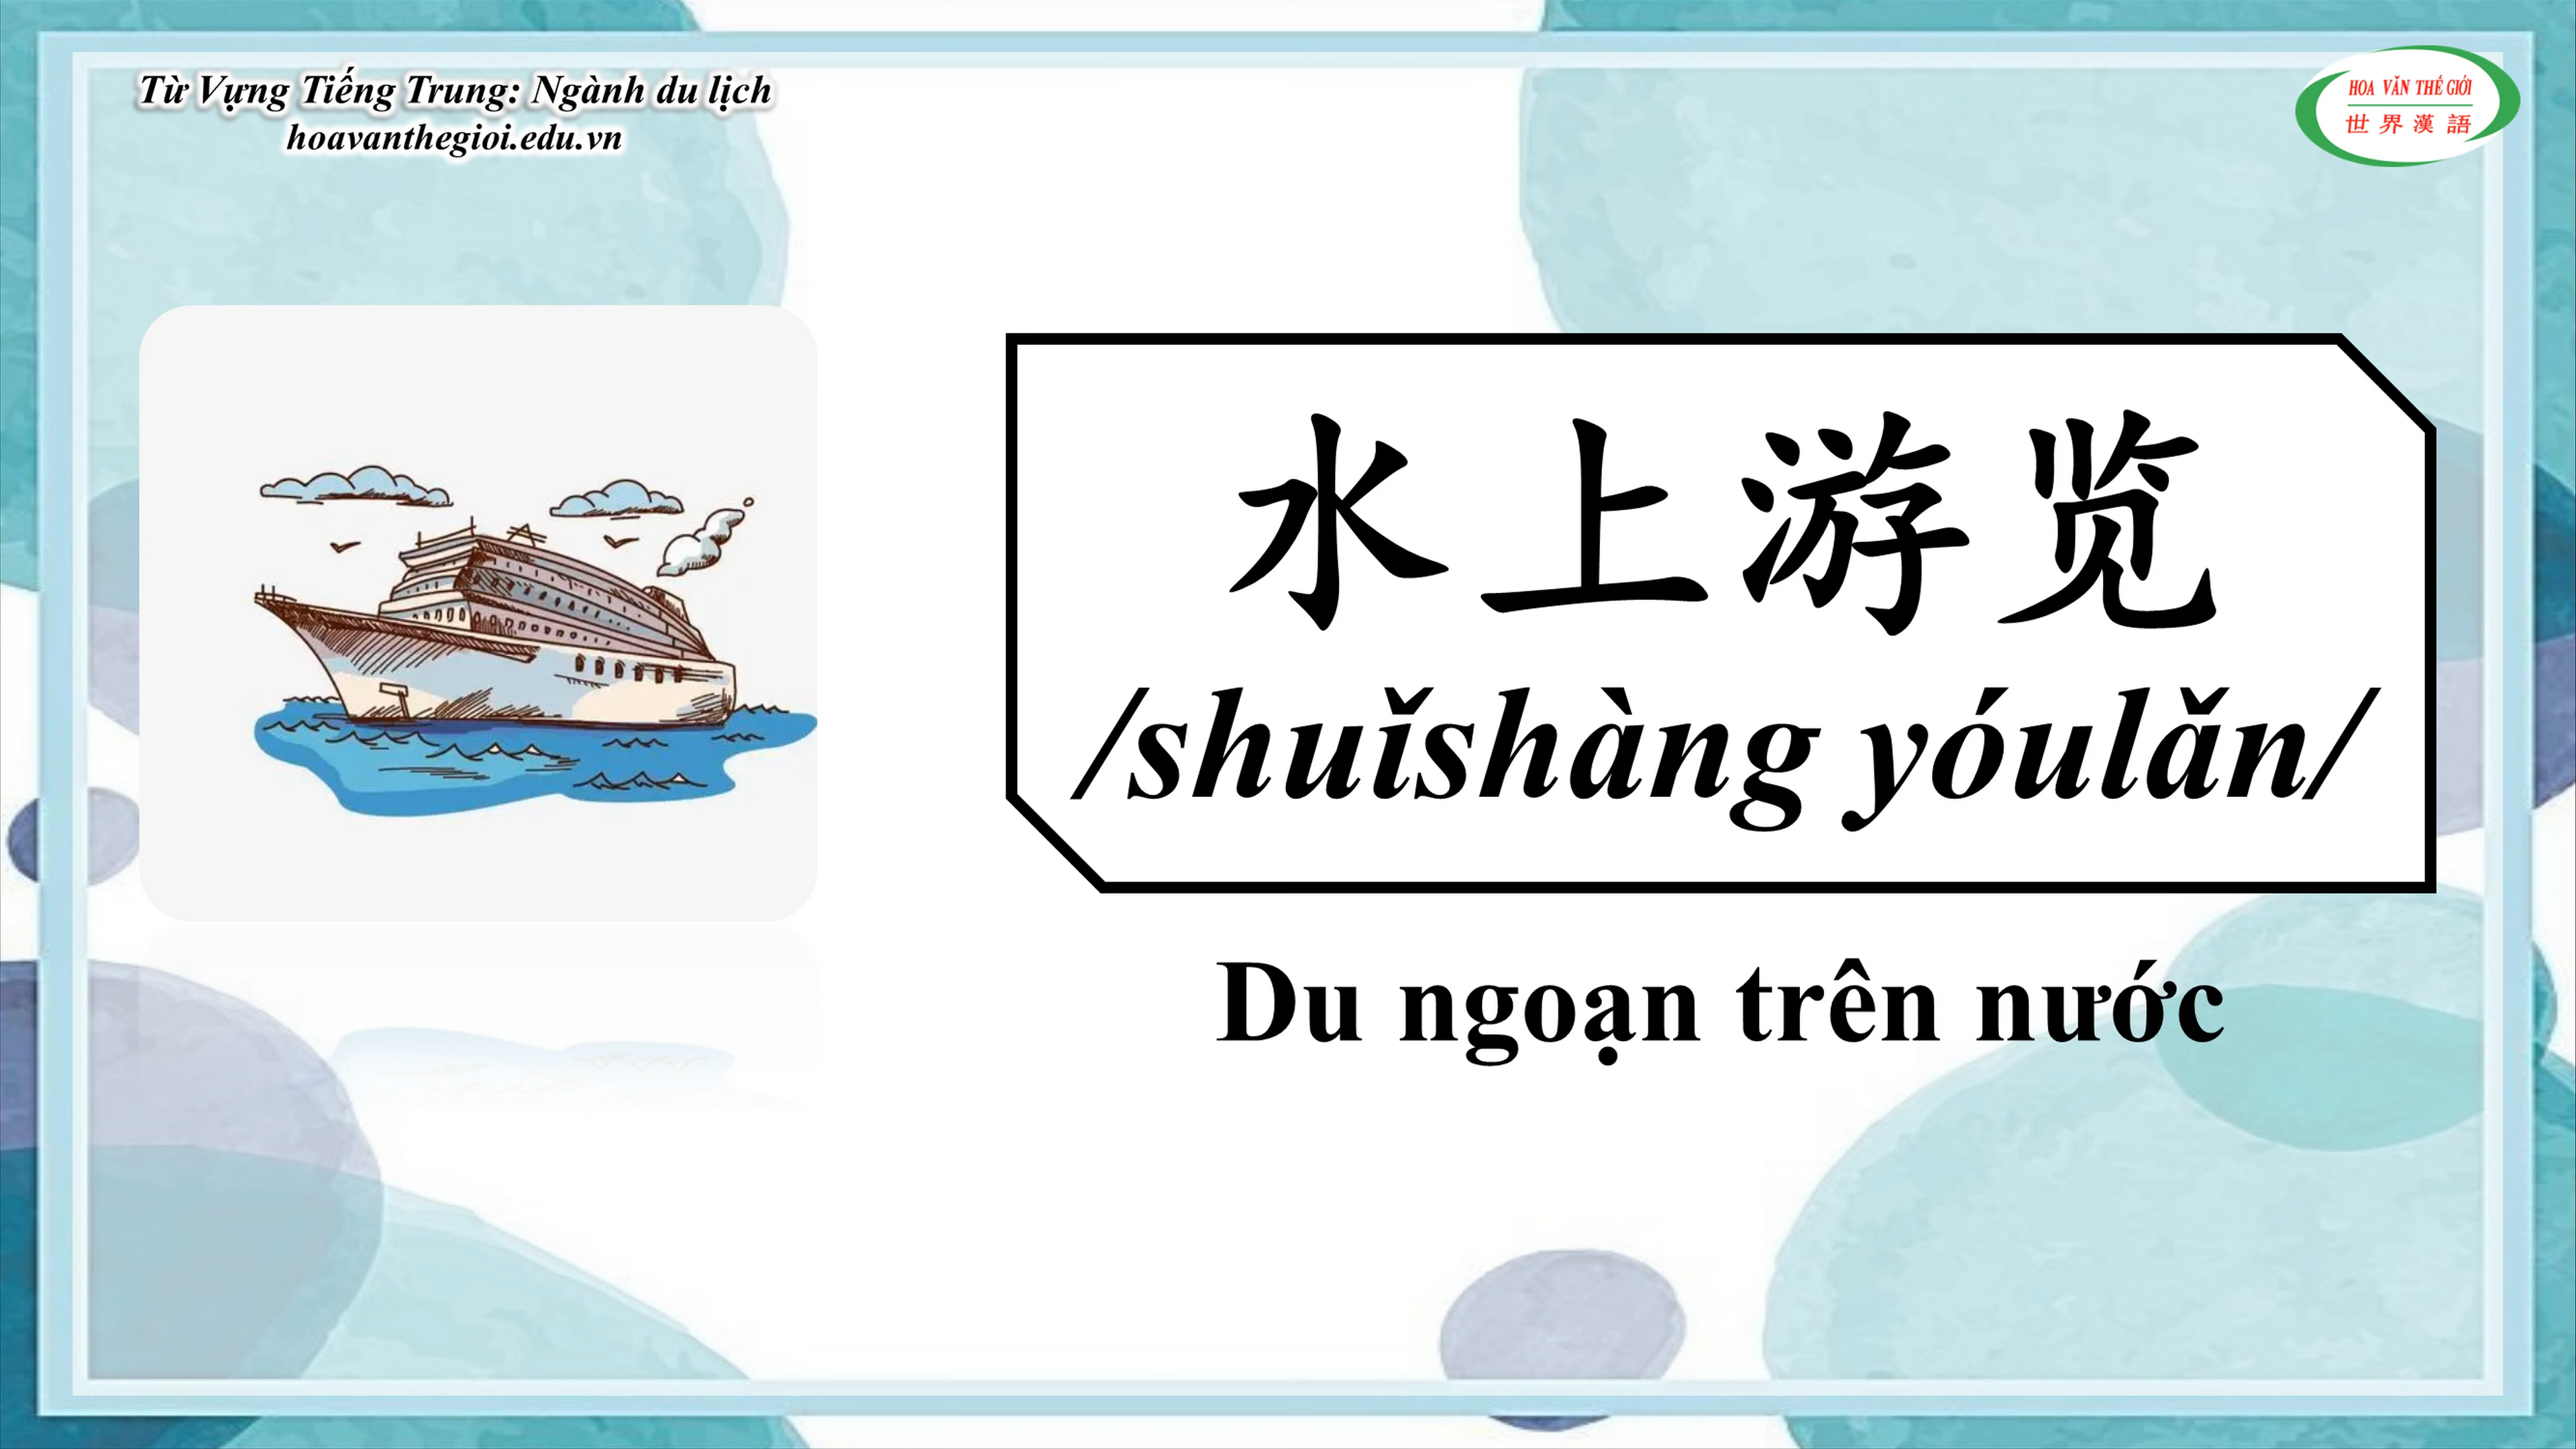 Từ Vựng Tiếng Trung: Ngành du lịch
hoavanthegioi.edu.vn
HOA VĂN THẾ GIỚI
世界漢語
水上游览
/shuǐshàng yóulǎn/
Du ngoạn trên nước